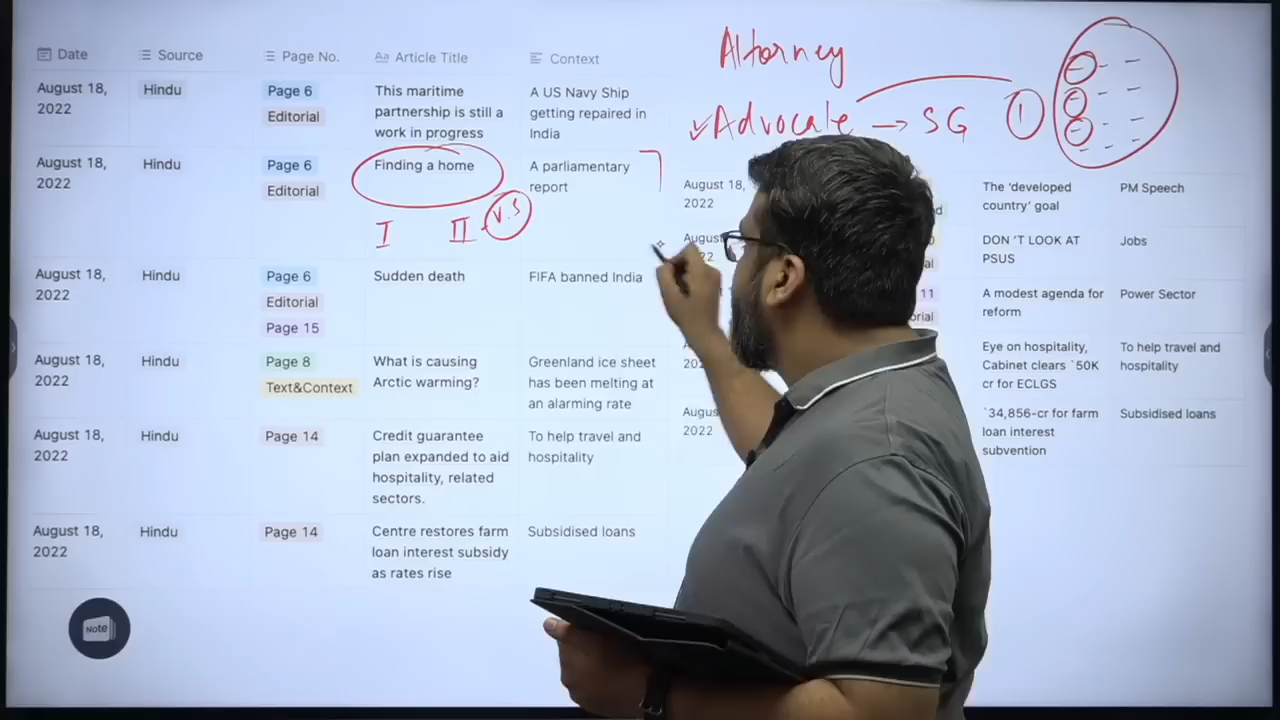 Date Source Page No. Aa Article Title Context
August 18, 2022
Hindu
Page 6
Editorial
This maritime
partnership is still a
work in progress
A US Navy Ship
getting repaired in
India
August 18,
2022
Hindu
Page 6
Editorial
Finding a home
A parliamentary
report
I II V.S
August 18,
2022
Hindu
Page 6
Editorial
Page 15
Sudden death
FIFA banned India
August 18,
2022
Hindu
Page 8
Text&Context
What is causing
Arctic warming?
Greenland ice sheet
has been melting at
an alarming rate
August 18,
2022
Hindu
Page 14
Credit guarantee
plan expanded to aid
hospitality, related
sectors.
To help travel and
hospitality
August 18,
2022
Hindu
Page 14
Centre restores farm
loan interest subsidy
as rates rise
Subsidised loans
Note
Attorney
Advocate → SG 1
August 18,
2022
The ‘developed
country’ goal
PM Speech
DON ’T LOOK AT
PSUS
Jobs
11
A modest agenda for
reform
Power Sector
Eye on hospitality,
Cabinet clears `50K
cr for ECLGS
To help travel and
hospitality
2022
`34,856-cr for farm
loan interest
subvention
Subsidised loans